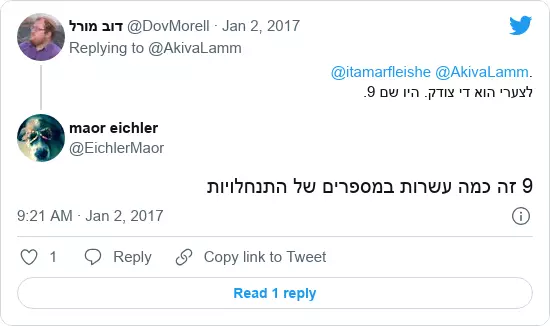 דוב מורל @DovMorell · Jan 2, 2017
Replying to @AkivaLamm
@itamarfleishe @AkivaLamm.
לצערי הוא די צודק. היו שם 9.
maor eichler
@EichlerMaor
9 זה כמה עשרות במספרים של התנחלויות
9:21 AM · Jan 2, 2017
1 Reply Copy link to Tweet
Read 1 reply